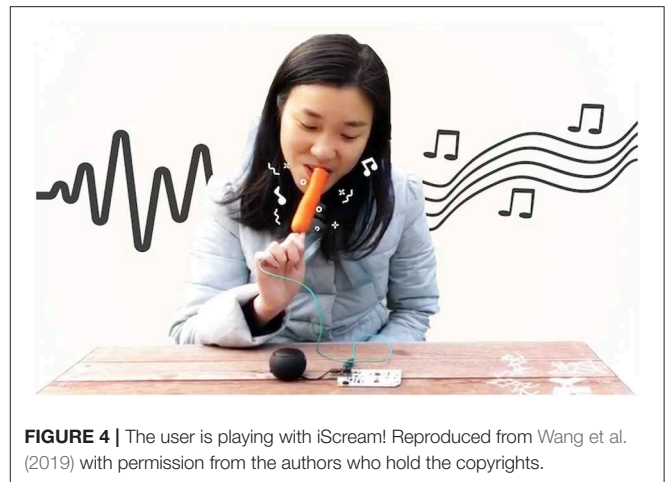 FIGURE 4 | The user is playing with iScream! Reproduced from Wang et al.
(2019) with permission from the authors who hold the copyrights.